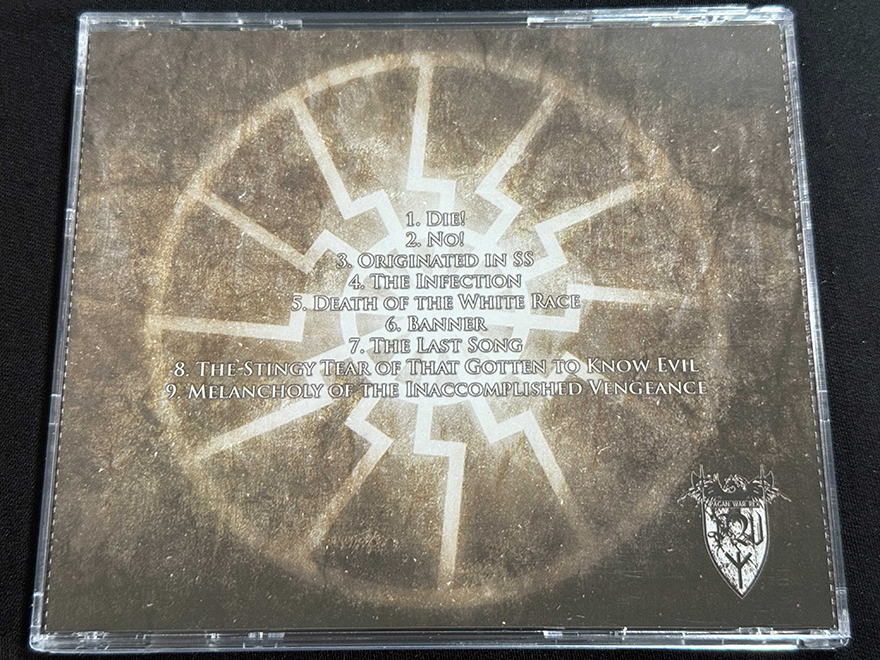 1. Die!
2. No!
3. Originated in SS
4. The Infection
5. Death of the White Race
6. Banner
7. The Last Song
8. The Stingy Tear of That Gotten to Know Evil
9. Melancholy of the Inaccomplished Vengeance
PAGAN WAR